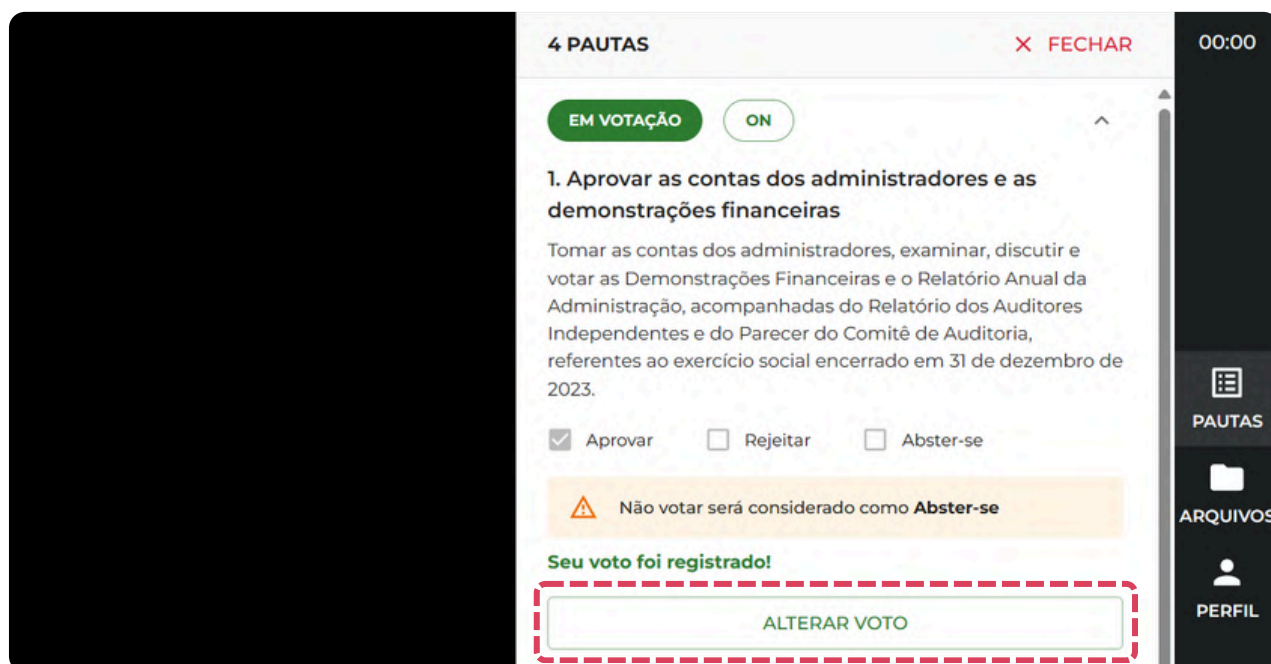 4 PAUTAS
FECHAR
00:00
EM VOTAÇÃO
ON
1. Aprovar as contas dos administradores e as
demonstrações financeiras
Tomar as contas dos administradores, examinar, discutir e
votar as Demonstrações Financeiras e o Relatório Anual da
Administração, acompanhadas do Relatório dos Auditores
Independentes e do Parecer do Comitê de Auditoria,
referentes ao exercício social encerrado em 31 de dezembro de
2023.
Aprovar
Rejeitar
Abster-se
Não votar será considerado como Abster-se
Seu voto foi registrado!
ALTERAR VOTO
PAUTAS
ARQUIVOS
PERFIL